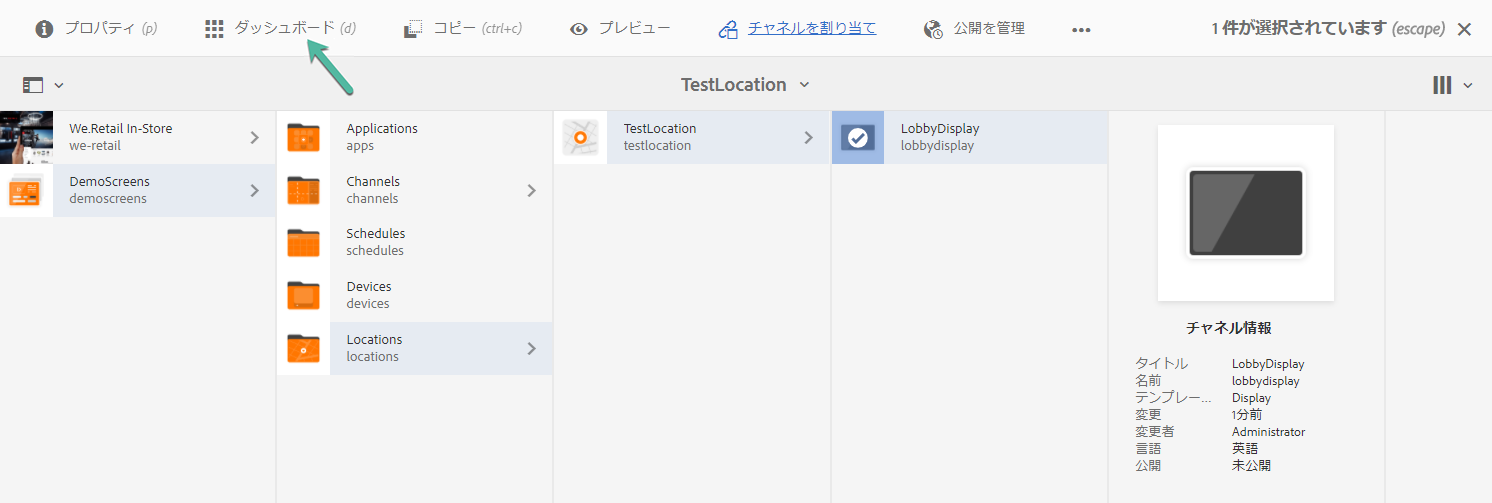 プロパティ (p) ダッシュボード (d) コピー (ctrl+c) プレビュー チャネルを割り当て 公開を管理 ••• 1 件が選択されています (escape)
TestLocation
We.Retail In-Store
we-retail
DemoScreens
demoscreens
Applications
apps
Channels
channels
Schedules
schedules
Devices
devices
Locations
locations
TestLocation
testlocation
LobbyDisplay
lobbydisplay
チャネル情報
タイトル LobbyDisplay
名前 lobbydisplay
テンプレー... Display
変更 1分前
変更者 Administrator
言語 英語
公開 未公開